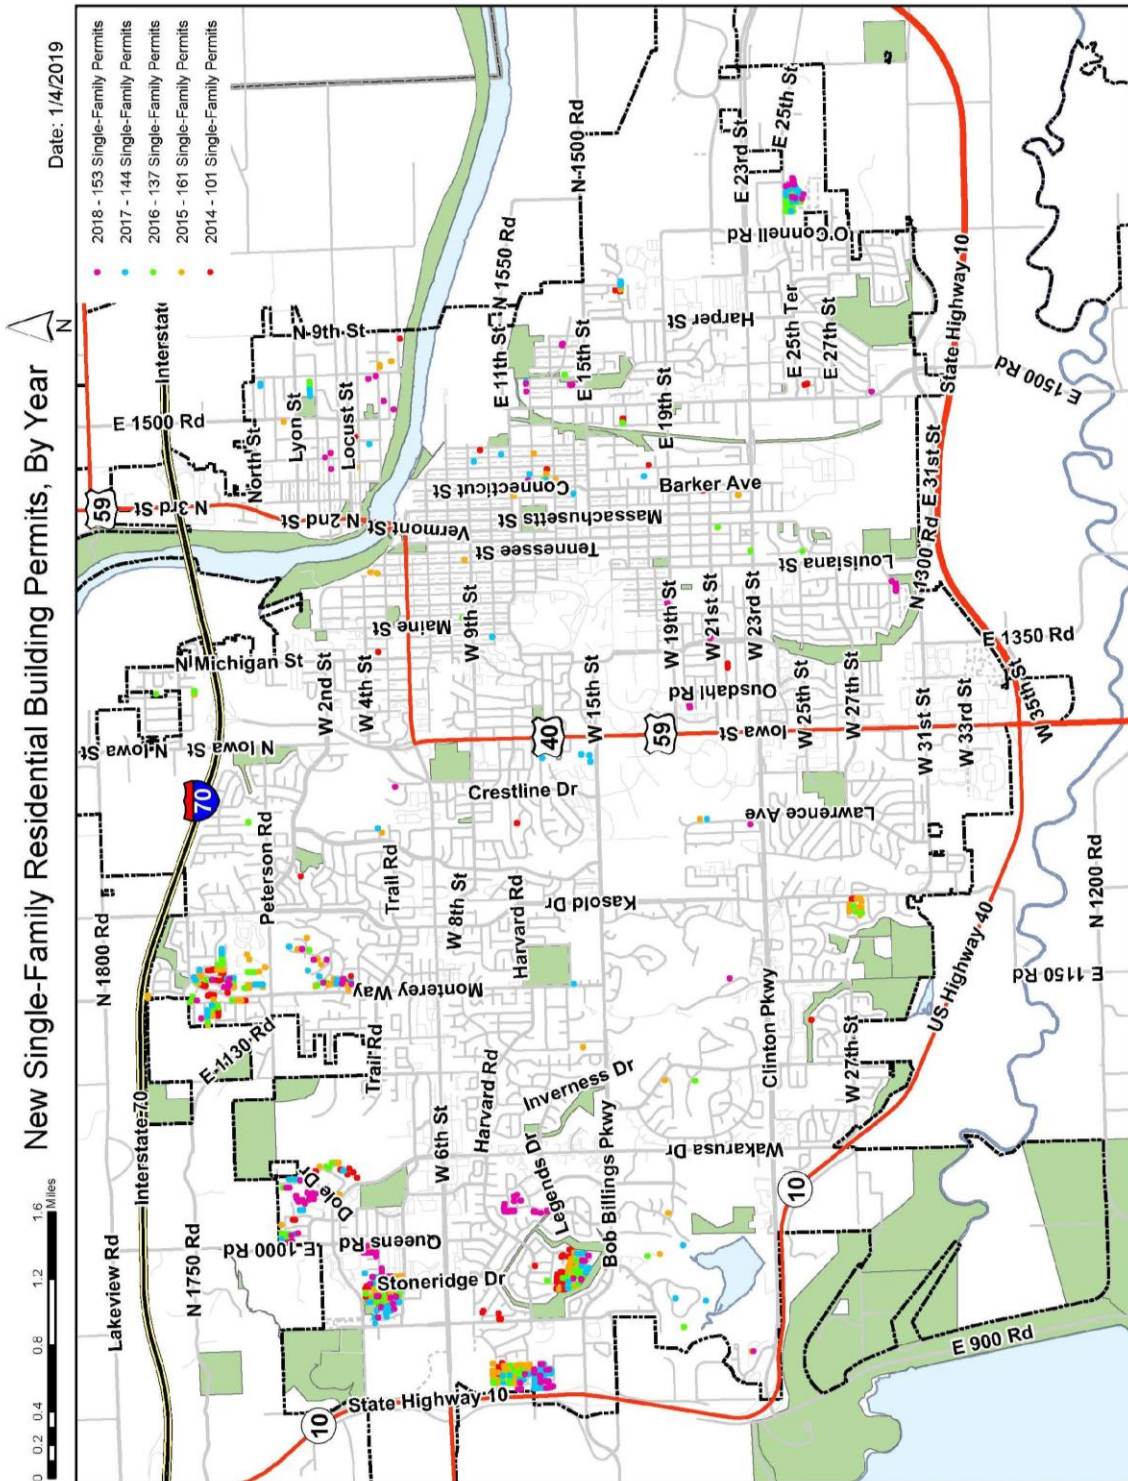 New Single-Family Residential Building Permits, By Year
Date: 1/4/2019
0 0.2 0.4 0.8 1.2 1.6
Miles
N
2018 - 153 Single-Family Permits
2017 - 144 Single-Family Permits
2016 - 137 Single-Family Permits
2015 - 161 Single-Family Permits
2014 - 101 Single-Family Permits
Lakeview Rd
N 1800 Rd
Interstate 70
Interstate
70
N 1750 Rd
E 1130 Rd
Peterson Rd
N Iowa St
N Iowa St
N Michigan St
59
N 3rd St
E 1500 Rd
North St
N 2nd St
Lyon St
Locust St
N 9th St
E 1000 Rd
Dole Dr
Queens Rd
Stoneridge Dr
State Highway 10
10
Trail Rd
Trail Rd
W 2nd St
W 4th St
Maine St
Vermont St
W 6th St
Monterey Way
W 8th St
W 9th St
Tennessee St
Connecticut St
Massachusetts St
E 11th St
N 1550 Rd
N 1500 Rd
E 15th St
Harvard Rd
Harvard Rd
Legends Dr
Inverness Dr
Bob Billings Pkwy
Crestline Dr
Kasold Dr
40
W 15th St
59
Iowa St
W 19th St
W 21st St
W 23rd St
Ousdahl Rd
Barker Ave
E 19th St
Harper St
E 23rd St
E 25th St
O'Connell Rd
E 25th Ter
E 27th St
Louisiana St
Lawrence Ave
W 25th St
W 27th St
Wakarusa Dr
Clinton Pkwy
W 27th St
10
W 31st St
W 33rd St
W 35th St
N 1300 Rd
E 31st St
State Highway 10
E 1500 Rd
E 1350 Rd
US Highway 40
E 1150 Rd
N 1200 Rd
E 900 Rd